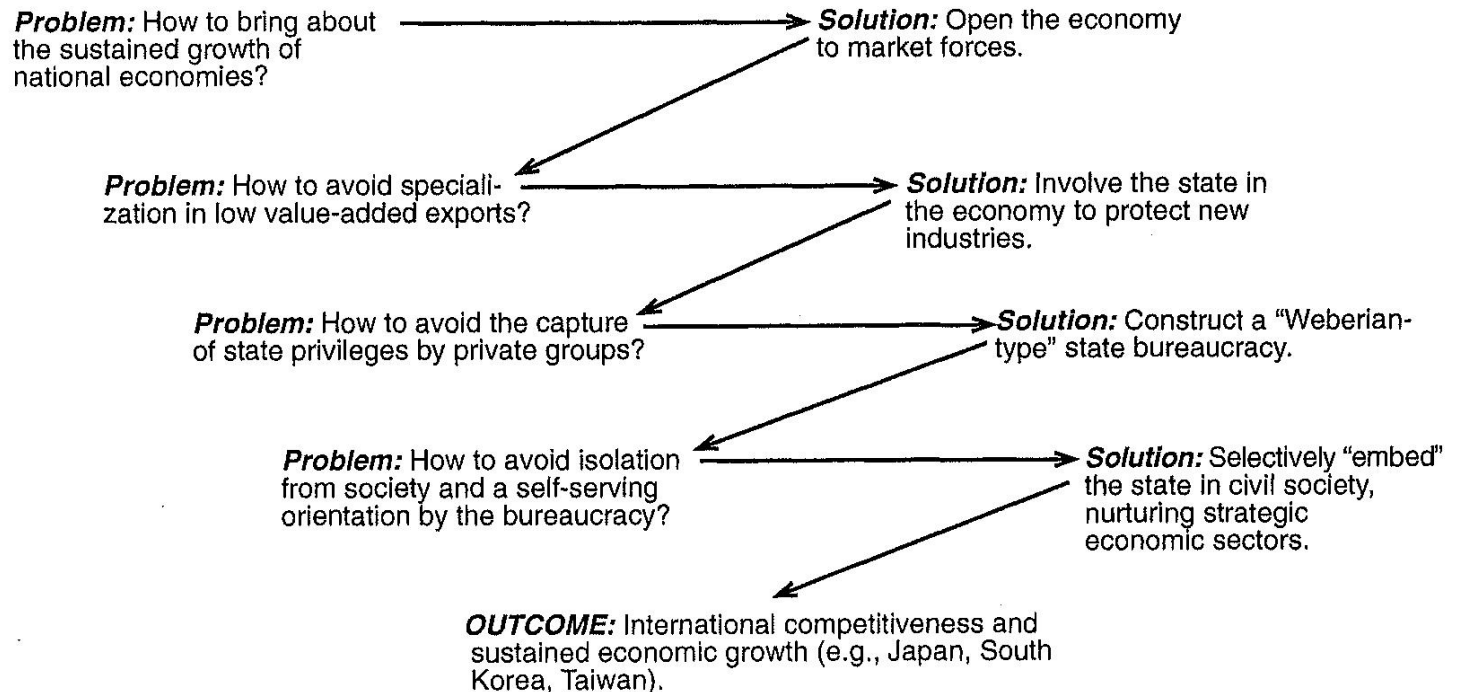 Problem: How to bring about
the sustained growth of
national economies?
Solution: Open the economy
to market forces.
Problem: How to avoid speciali-
zation in low value-added exports?
Solution: Involve the state in
the economy to protect new
industries.
Problem: How to avoid the capture
of state privileges by private groups?
Solution: Construct a “Weberian-
type” state bureaucracy.
Problem: How to avoid isolation
from society and a self-serving
orientation by the bureaucracy?
Solution: Selectively “embed”
the state in civil society,
nurturing strategic
economic sectors.
OUTCOME: International competitiveness and
sustained economic growth (e.g., Japan, South
Korea, Taiwan).